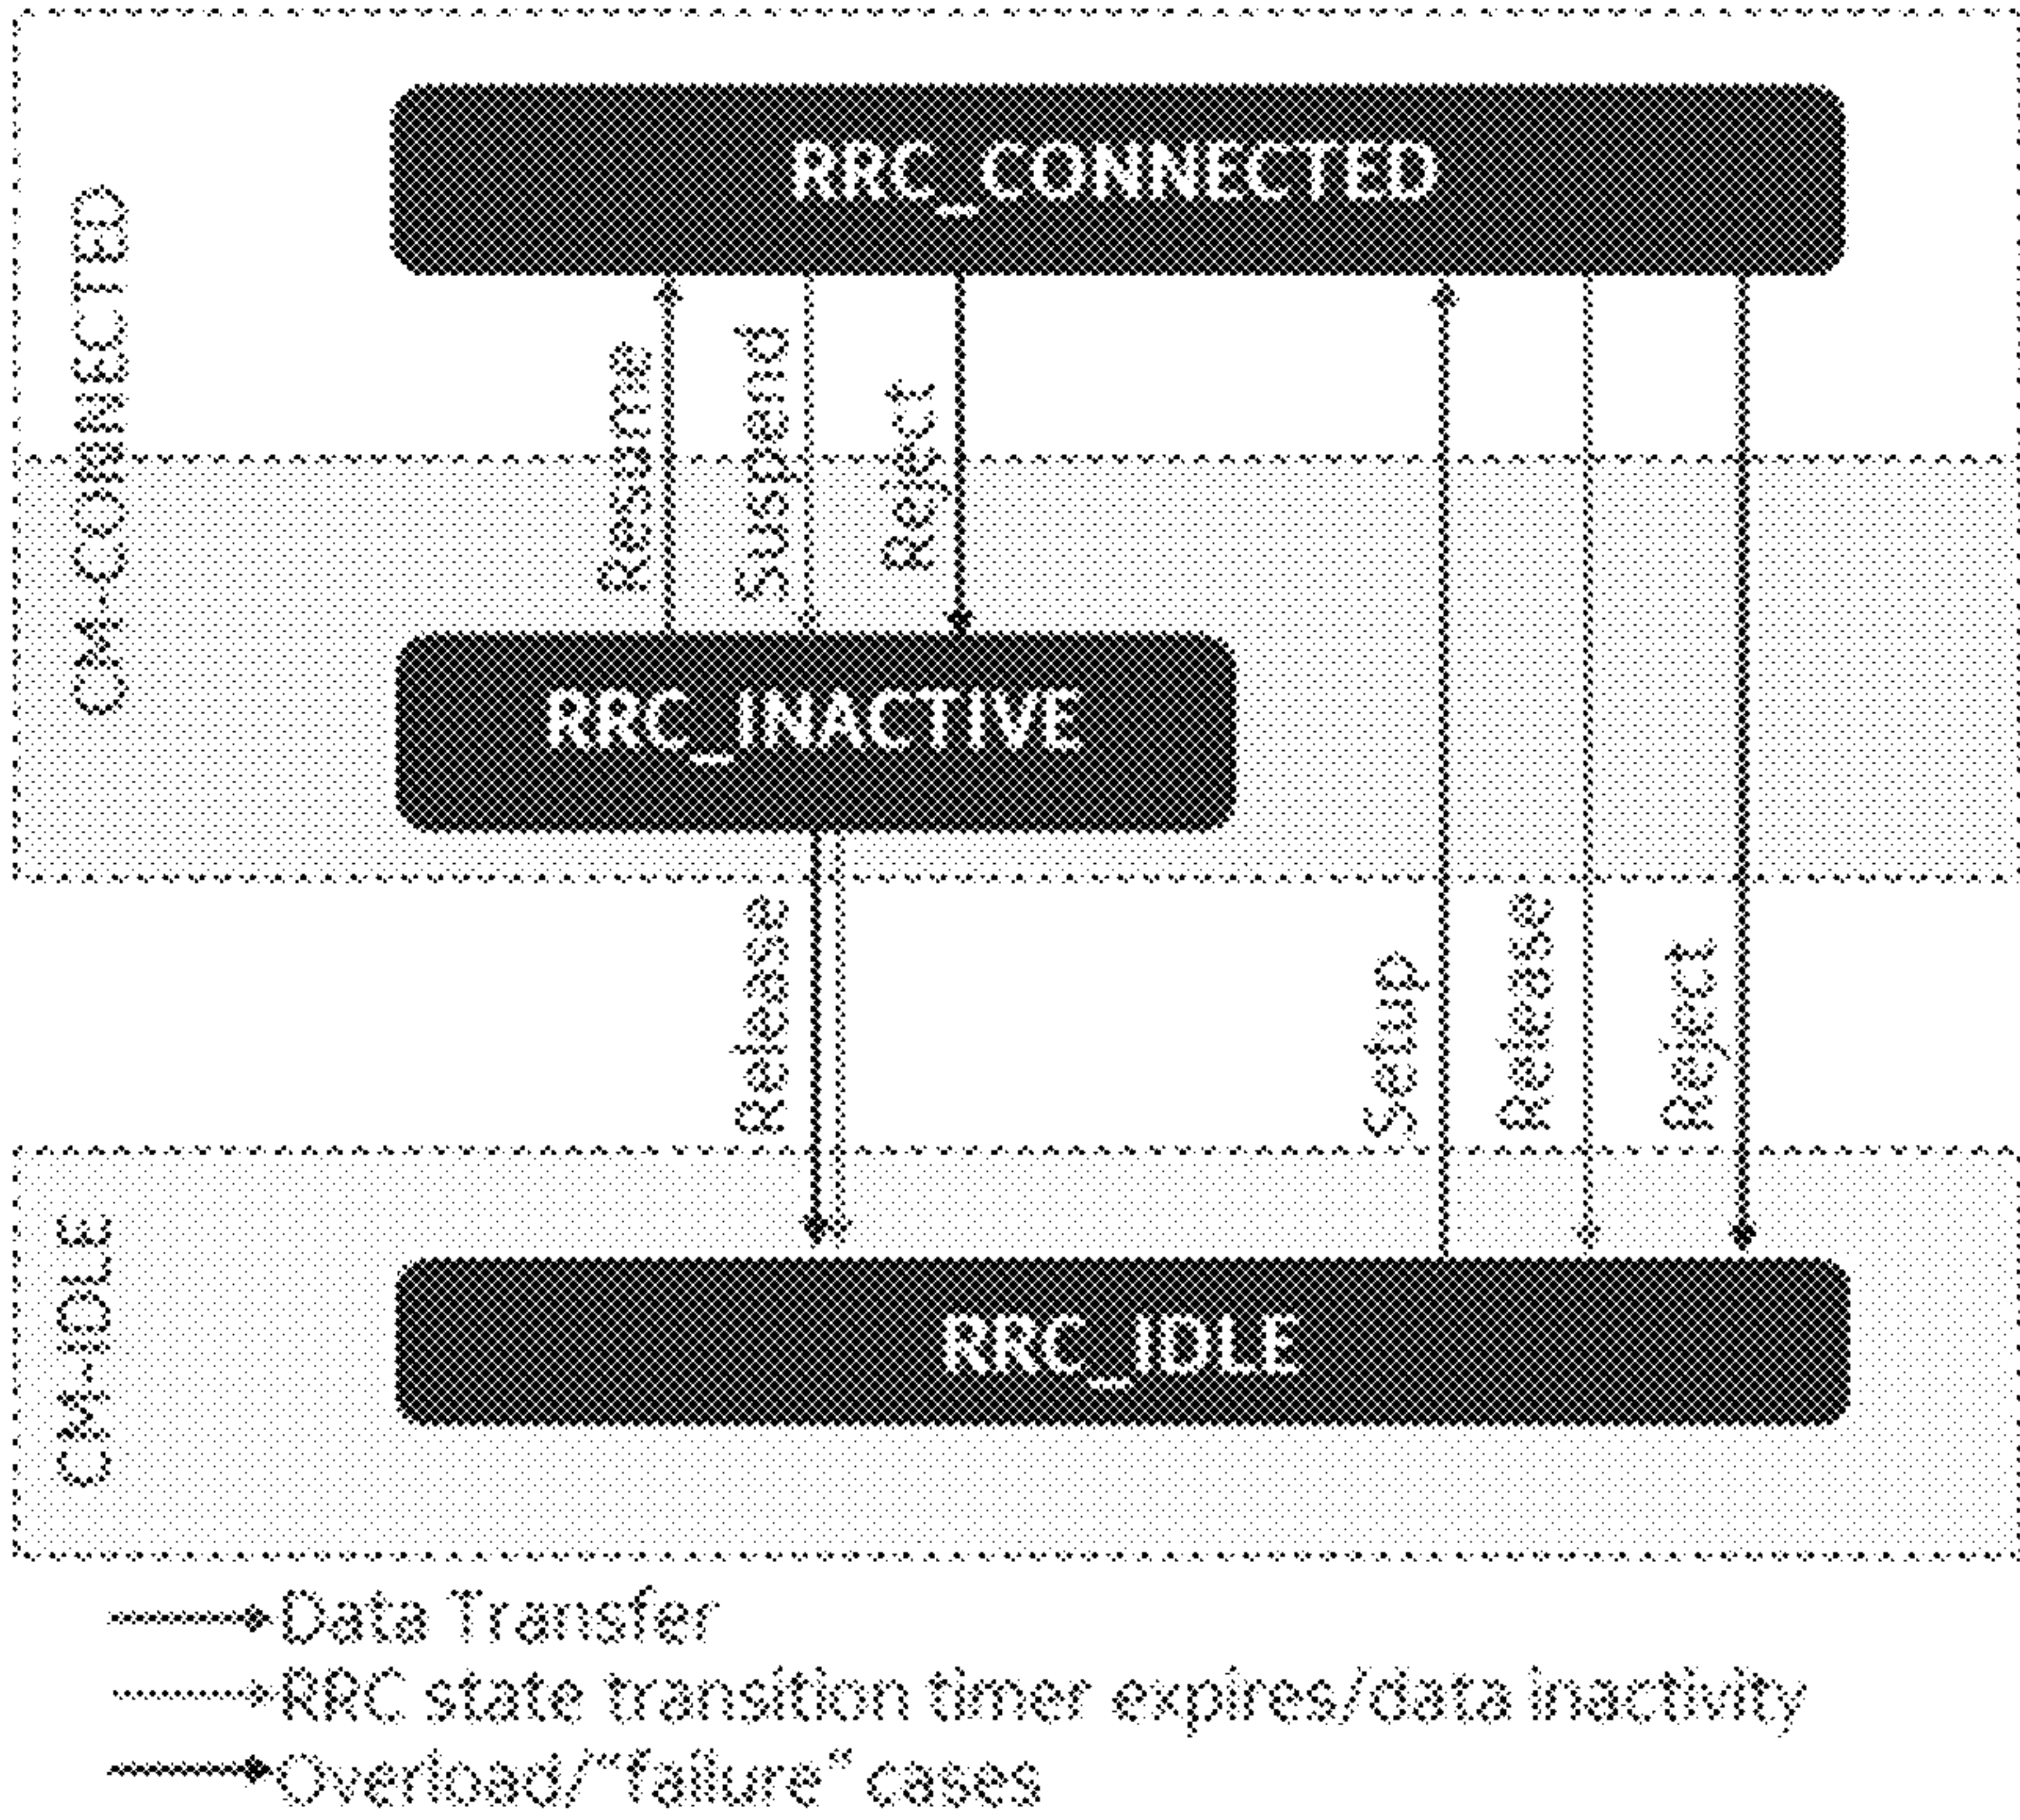 RRC_CONNECTED
CM-CONNECTED
Resume
Suspend
Reject
RRC_INACTIVE
Release
Setup
Release
Reject
CM-IDLE
RRC_IDLE
Data Transfer
RRC state transition timer expires/data inactivity
Overload/"failure" cases